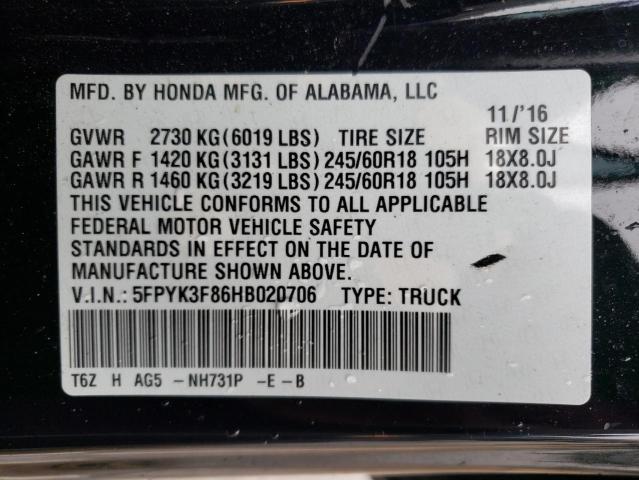 MFD. BY HONDA MFG. OF ALABAMA, LLC
11/'16
GVWR 2730 KG(6019 LBS) TIRE SIZE RIM SIZE
GAWR F 1420 KG(3131 LBS) 245/60R18 105H 18X8.0J
GAWR R 1460 KG(3219 LBS) 245/60R18 105H 18X8.0J
THIS VEHICLE CONFORMS TO ALL APPLICABLE
FEDERAL MOTOR VEHICLE SAFETY
STANDARDS IN EFFECT ON THE DATE OF
MANUFACTURE SHOWN ABOVE.
V.I.N.: 5FPYK3F86HB020706 TYPE: TRUCK
T6Z H AG5 -NH731P -E-B